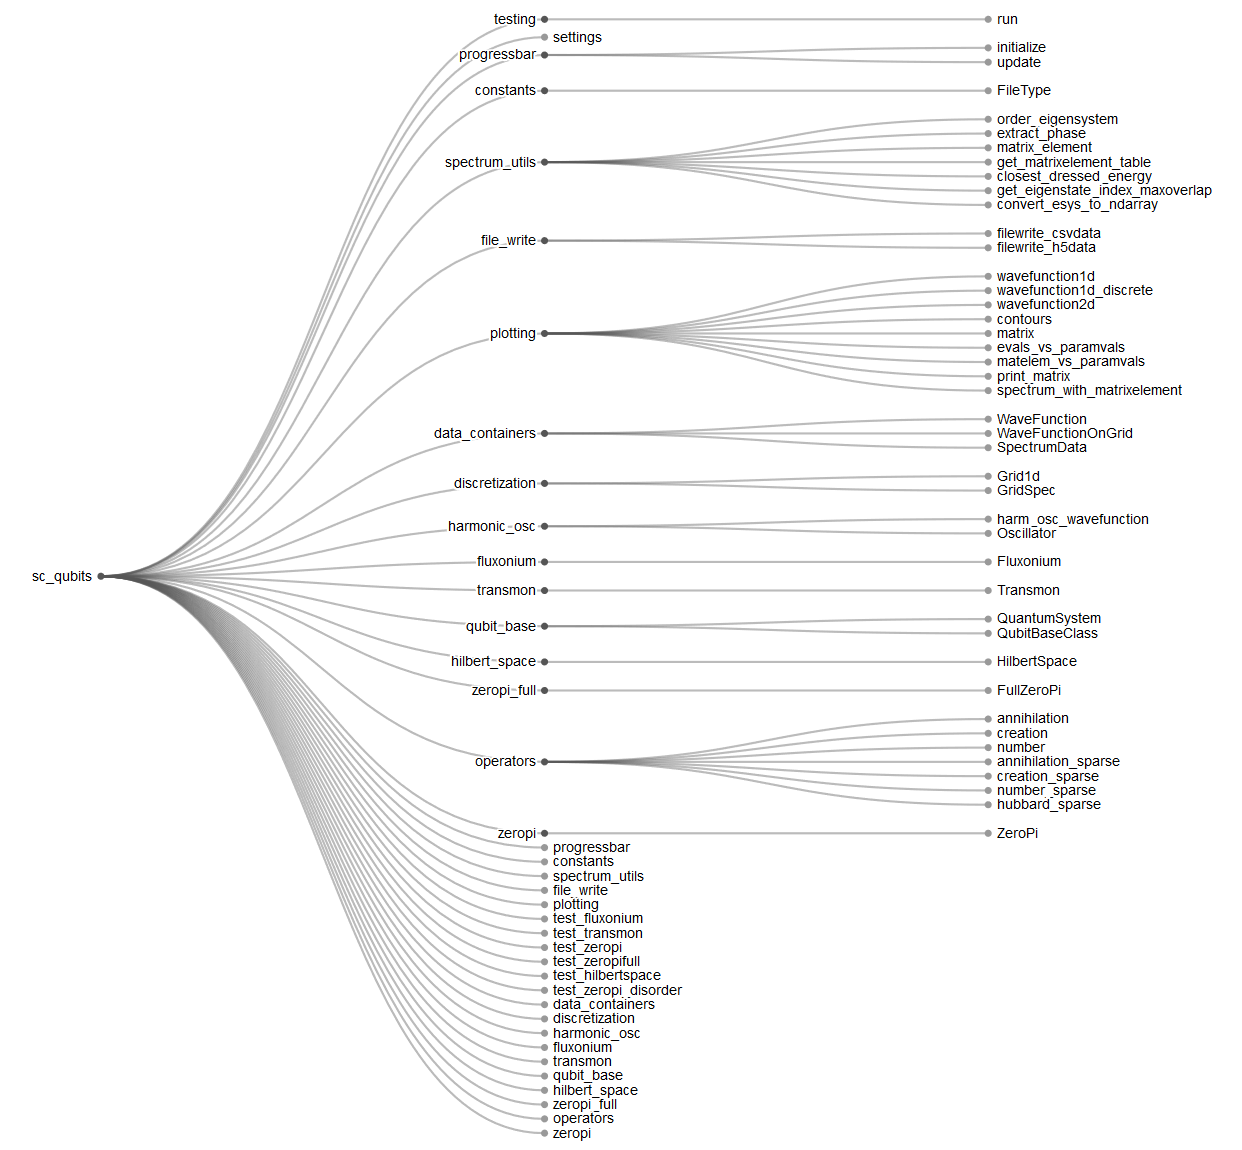 testing
run
settings
progressbar
initialize
update
constants
FileType
spectrum_utils
order_eigensystem
extract_phase
matrix_element
get_matrixelement_table
closest_dressed_energy
get_eigenstate_index_maxoverlap
convert_esys_to_ndarray
file_write
filewrite_csvdata
filewrite_h5data
plotting
wavefunction1d
wavefunction1d_discrete
wavefunction2d
contours
matrix
evals_vs_paramvals
matelem_vs_paramvals
print_matrix
spectrum_with_matrixelement
data_containers
WaveFunction
WaveFunctionOnGrid
SpectrumData
discretization
Grid1d
GridSpec
harmonic_osc
harm_osc_wavefunction
Oscillator
fluxonium
Fluxonium
sc_qubits
transmon
Transmon
qubit_base
QuantumSystem
QubitBaseClass
hilbert_space
HilbertSpace
zeropi_full
FullZeroPi
operators
annihilation
creation
number
annihilation_sparse
creation_sparse
number_sparse
hubbard_sparse
zeropi
ZeroPi
progressbar
constants
spectrum_utils
file_write
plotting
test_fluxonium
test_transmon
test_zeropi
test_zeropifull
test_hilbertspace
test_zeropi_disorder
data_containers
discretization
harmonic_osc
fluxonium
transmon
qubit_base
hilbert_space
zeropi_full
operators
zeropi